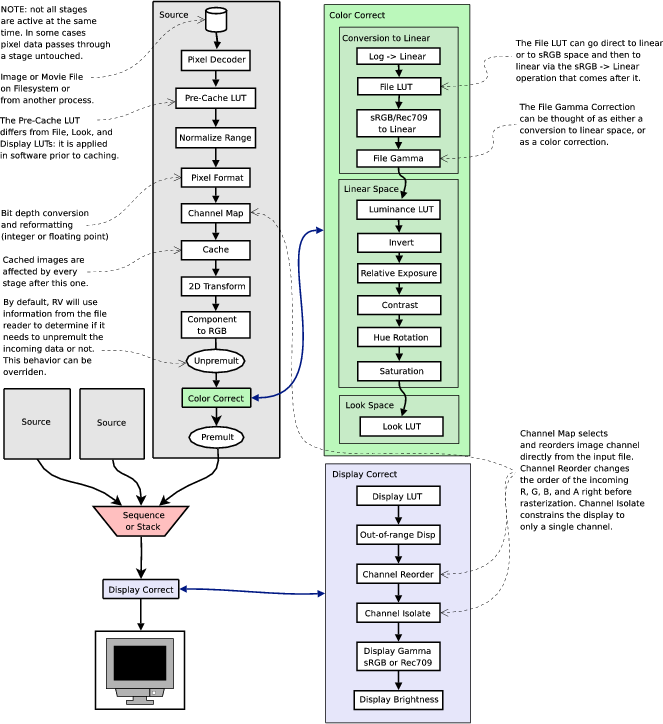 NOTE: not all stages
are active at the same
time. In some cases
pixel data passes through
a stage untouched.
Image or Movie File
on Filesystem or
from another process.
The Pre-Cache LUT
differs from File, Look, and
Display LUTs: it is applied
in software prior to caching.
Bit depth conversion
and reformatting
(integer or floating point)
Cached images are
affected by every
stage after this one.
By default, RV will use
information from the file
reader to determine if it
needs to unpremult the
incoming data or not.
This behavior can be
overriden.
Source
Pixel Decoder
Pre-Cache LUT
Normalize Range
Pixel Format
Channel Map
Cache
2D Transform
Component
to RGB
Unpremult
Color Correct
Premult
Source
Source
Sequence
or Stack
Display Correct
Color Correct
Conversion to Linear
Log -> Linear
File LUT
sRGB/Rec709
to Linear
File Gamma
Linear Space
Luminance LUT
Invert
Relative Exposure
Contrast
Hue Rotation
Saturation
Look Space
Look LUT
Display Correct
Display LUT
Out-of-range Disp
Channel Reorder
Channel Isolate
Display Gamma
sRGB or Rec709
Display Brightness
The File LUT can go direct to linear
or to sRGB space and then to
linear via the sRGB -> Linear
operation that comes after it.
The File Gamma Correction
can be thought of as either a
conversion to linear space, or
as a color correction.
Channel Map selects
and reorders image channel
directly from the input file.
Channel Reorder changes
the order of the incoming
R, G, B, and A right before
rasterization. Channel Isolate
constrains the display to
only a single channel.